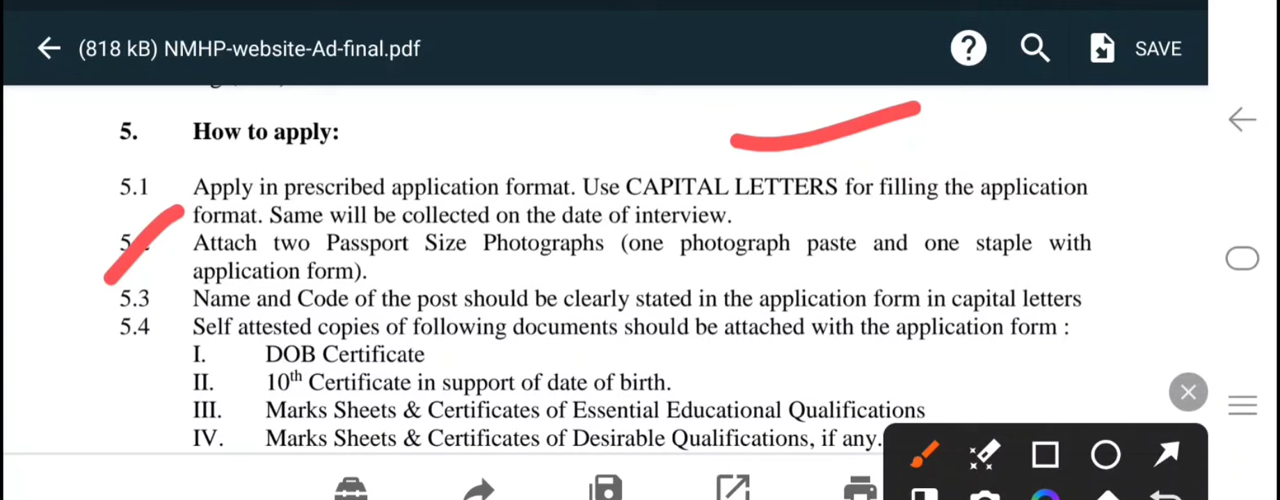 (818 kB) NMHP-website-Ad-final.pdf
SAVE
5. How to apply:
5.1 Apply in prescribed application format. Use CAPITAL LETTERS for filling the application
format. Same will be collected on the date of interview.
Attach two Passport Size Photographs (one photograph paste and one staple with
application form).
5.3 Name and Code of the post should be clearly stated in the application form in capital letters
5.4 Self attested copies of following documents should be attached with the application form :
I. DOB Certificate
II. 10th Certificate in support of date of birth.
III. Marks Sheets & Certificates of Essential Educational Qualifications
IV. Marks Sheets & Certificates of Desirable Qualifications, if any.